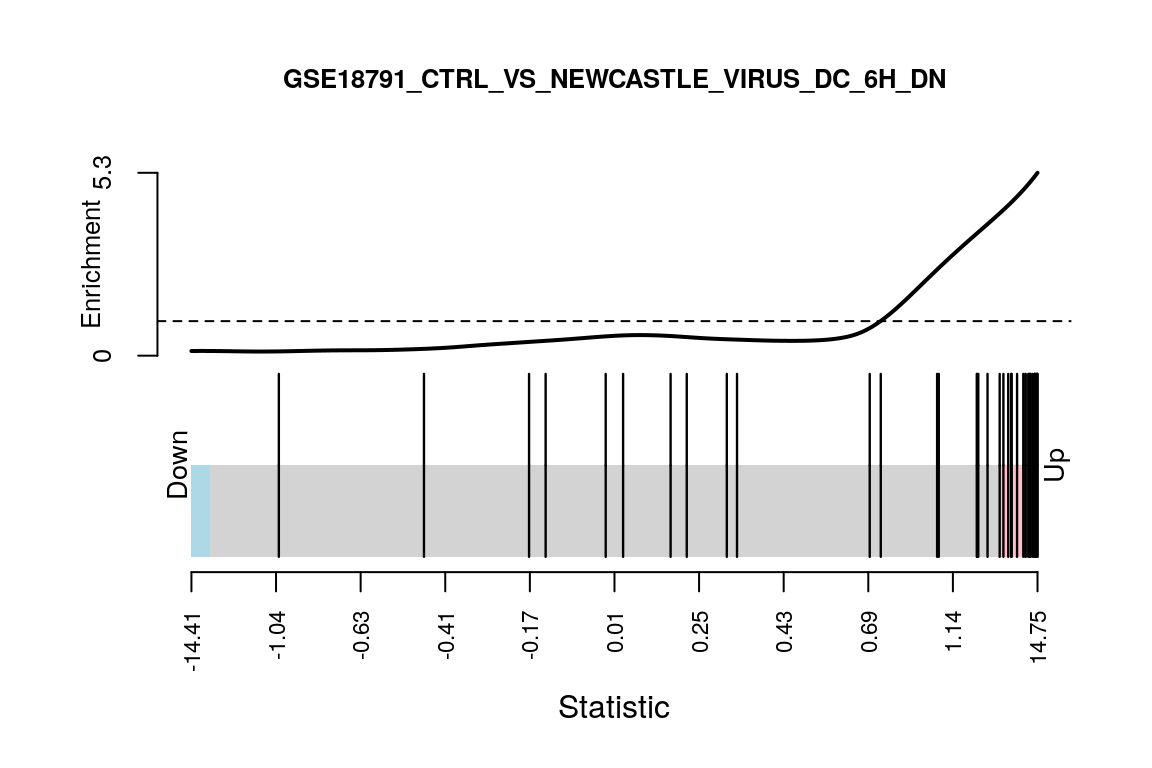 GSE18791_CTRL_VS_NEWCASTLE_VIRUS_DC_6H_DN
Enrichment
5.3
0
Down
Up
-14.41
-1.04
-0.63
-0.41
-0.17
0.01
0.25
0.43
0.69
1.14
14.75
Statistic